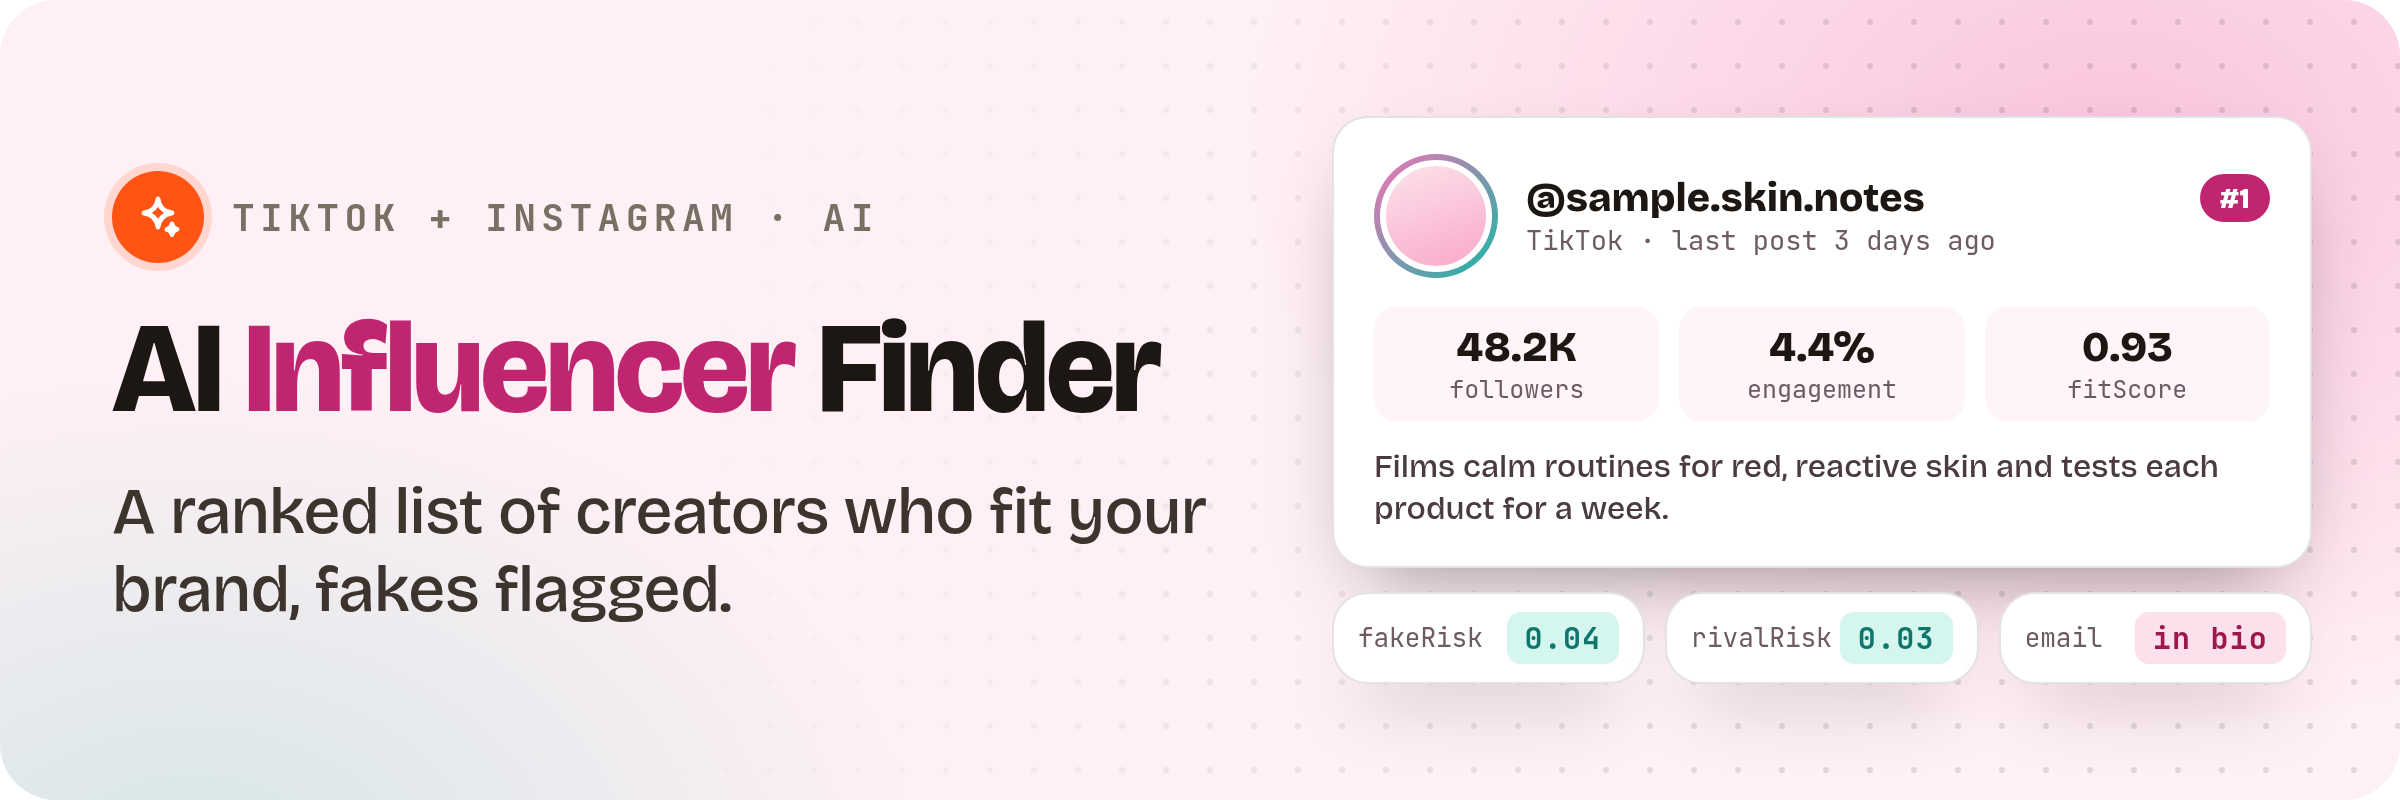 TIKTOK + INSTAGRAM · AI
AI Influencer Finder
A ranked list of creators who fit your
brand, fakes flagged.
@sample.skin.notes
#1
TikTok · last post 3 days ago
48.2K
followers
4.4%
engagement
0.93
fitScore
Films calm routines for red, reactive skin and tests each
product for a week.
fakeRisk 0.04
rivalRisk 0.03
email in bio